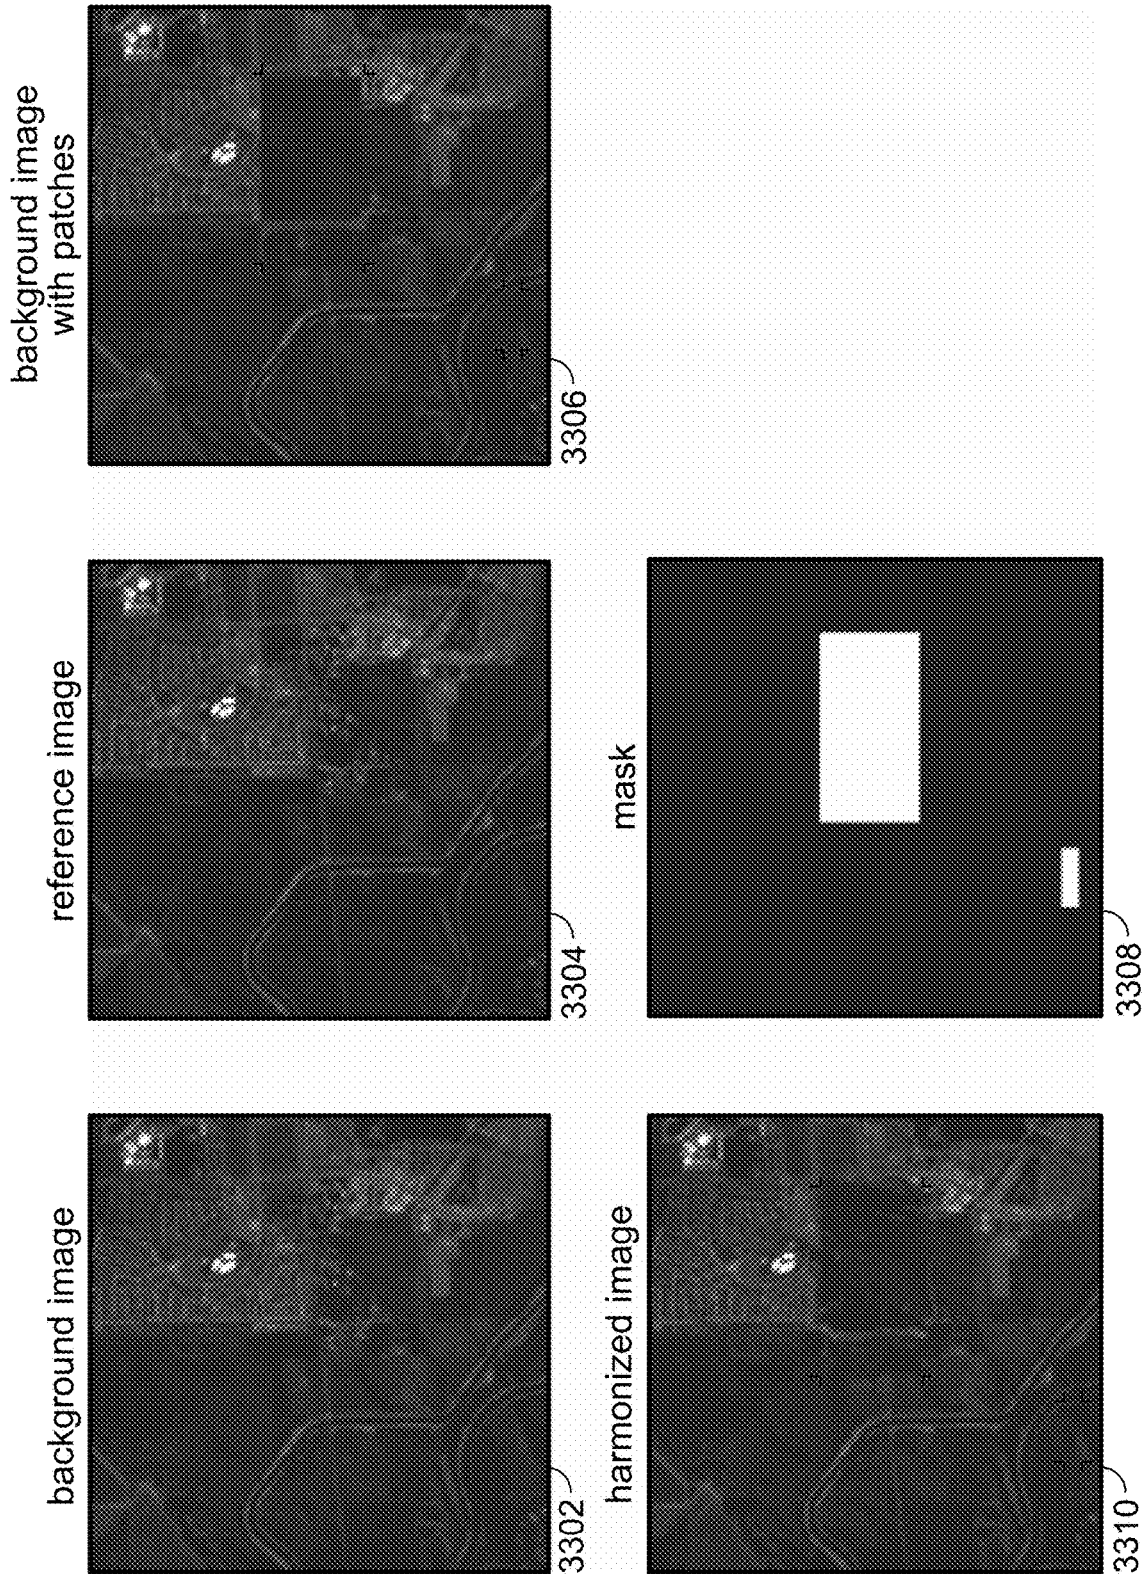 background image
3302
reference image
3304
background image
with patches
3306
harmonized image
3310
mask
3308